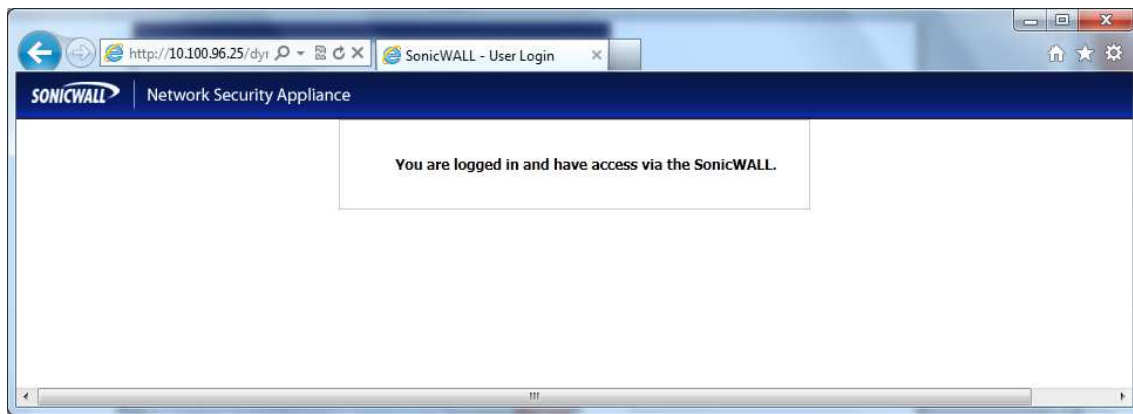 http://10.100.96.25/dyr
SonicWALL - User Login
SONICWALL
Network Security Appliance
You are logged in and have access via the SonicWALL.